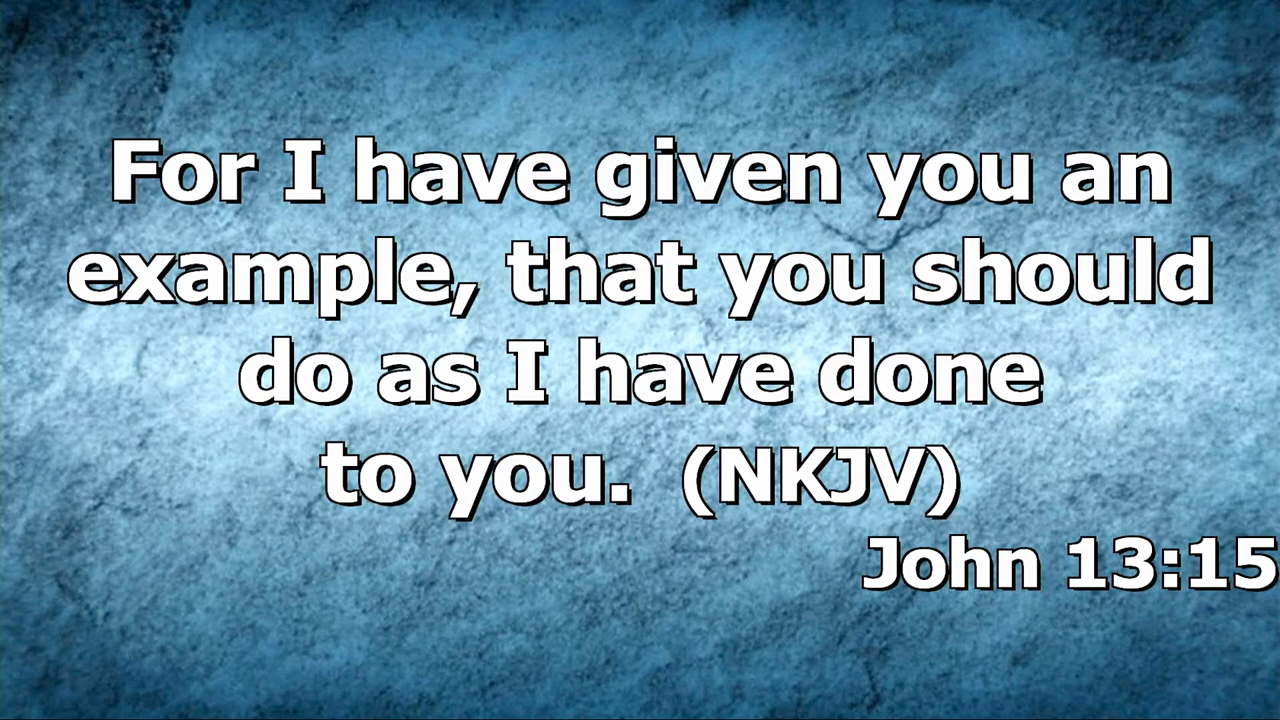 For I have given you an
example, that you should
do as I have done
to you.  (NKJV)
John 13:15